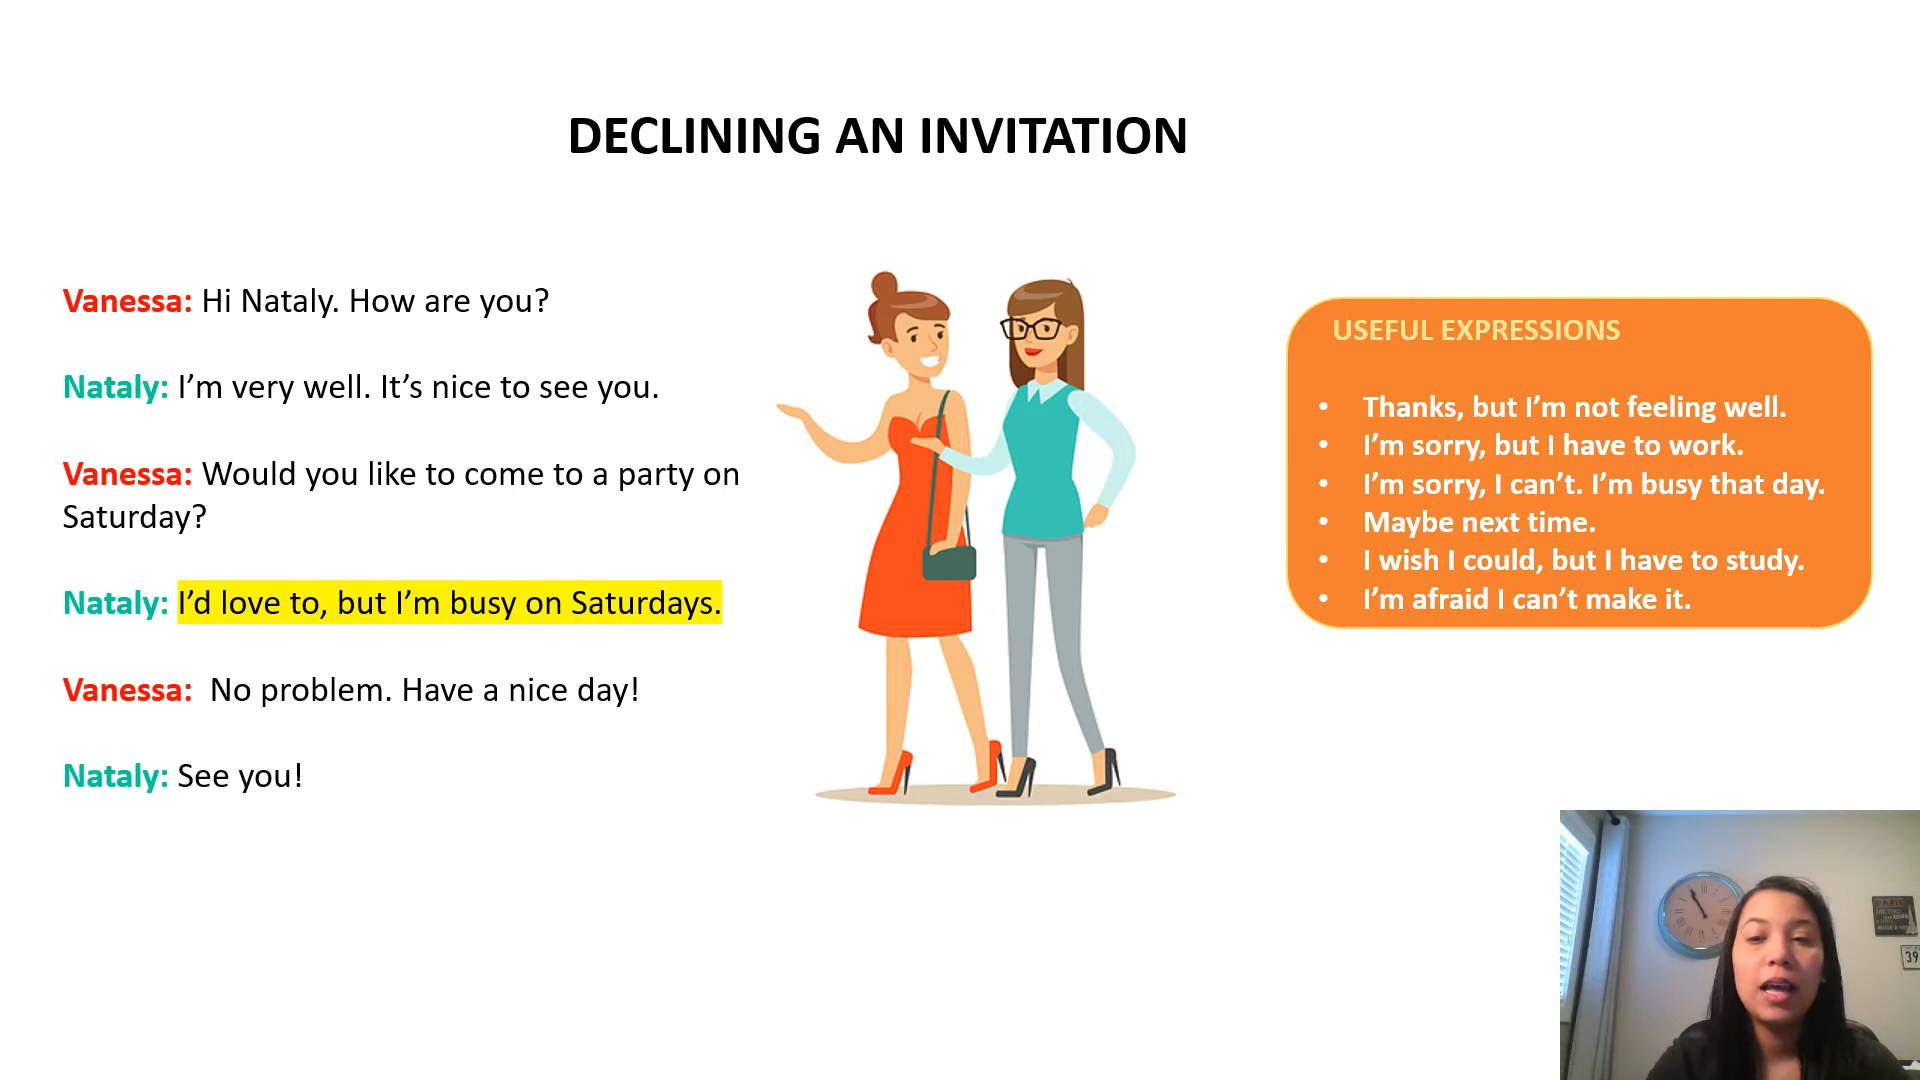 DECLINING AN INVITATION
Vanessa: Hi Nataly. How are you?
Nataly: I’m very well. It’s nice to see you.
Vanessa: Would you like to come to a party on
Saturday?
Nataly: I’d love to, but I’m busy on Saturdays.
Vanessa:  No problem. Have a nice day!
Nataly: See you!
USEFUL EXPRESSIONS
• Thanks, but I’m not feeling well.
• I’m sorry, but I have to work.
• I’m sorry, I can’t. I’m busy that day.
• Maybe next time.
• I wish I could, but I have to study.
• I’m afraid I can’t make it.
PARIS
39